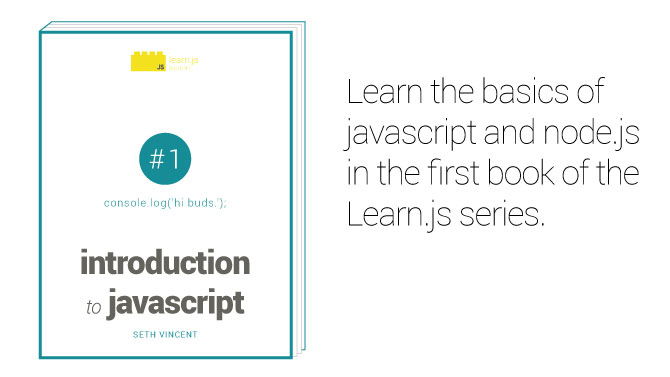 learn.js
JS
#1
console.log('hi buds.');
introduction
to javascript
SETH VINCENT
Learn the basics of
javascript and node.js
in the first book of the
Learn.js series.